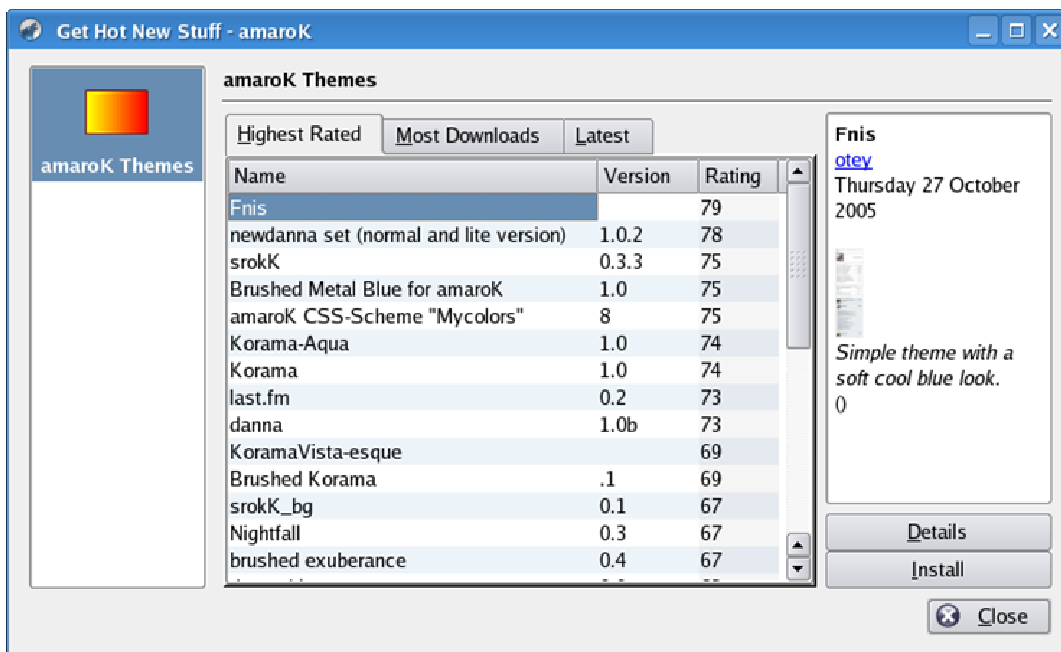 Get Hot New Stuff - amaroK
amaroK Themes
amaroK Themes
Highest Rated
Most Downloads
Latest
Name Version Rating
Fnis 79
newdanna set (normal and lite version) 1.0.2 78
srokK 0.3.3 75
Brushed Metal Blue for amaroK 1.0 75
amaroK CSS-Scheme "Mycolors" 8 75
Korama-Aqua 1.0 74
Korama 1.0 74
last.fm 0.2 73
danna 1.0b 73
KoramaVista-esque 69
Brushed Korama .1 69
srokK_bg 0.1 67
Nightfall 0.3 67
brushed exuberance 0.4 67
Fnis
otey
Thursday 27 October
2005
Simple theme with a
soft cool blue look.
()
Details
Install
Close